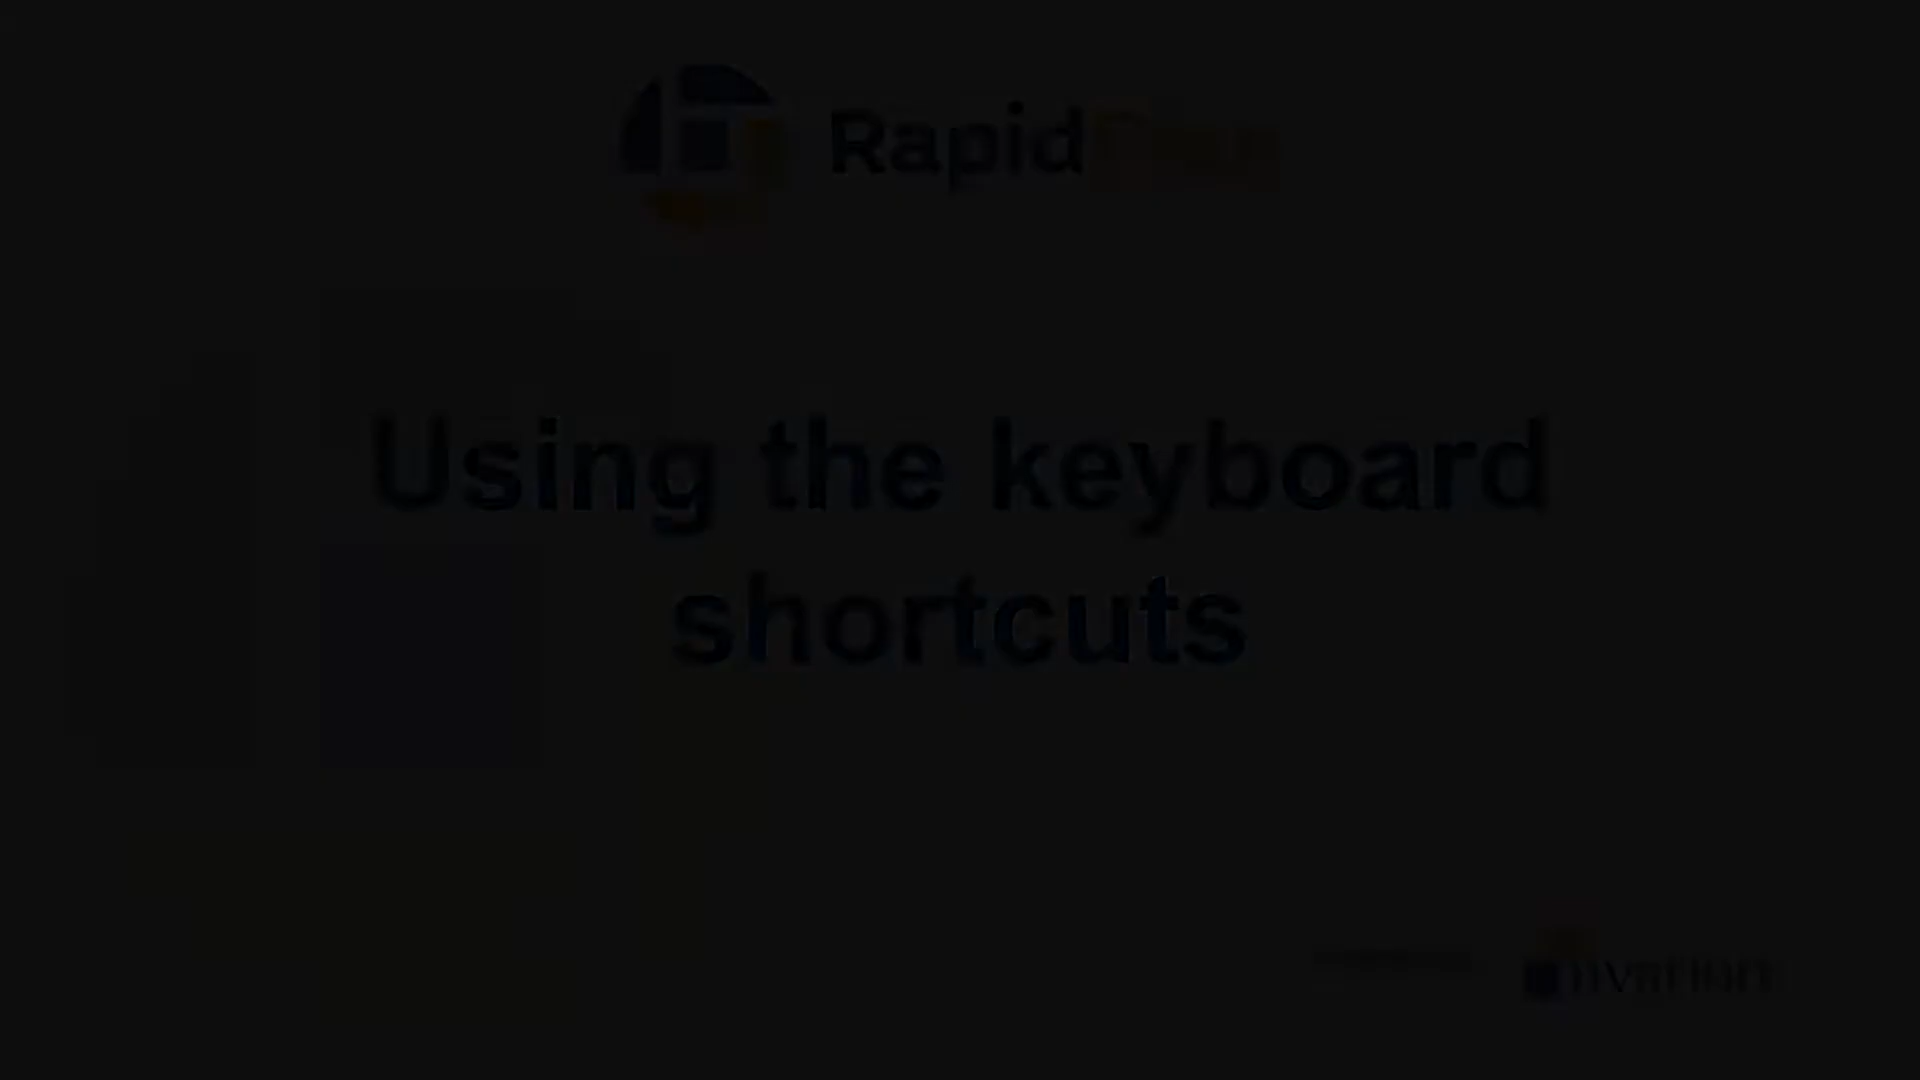 Rapid
Using the keyboard
shortcuts